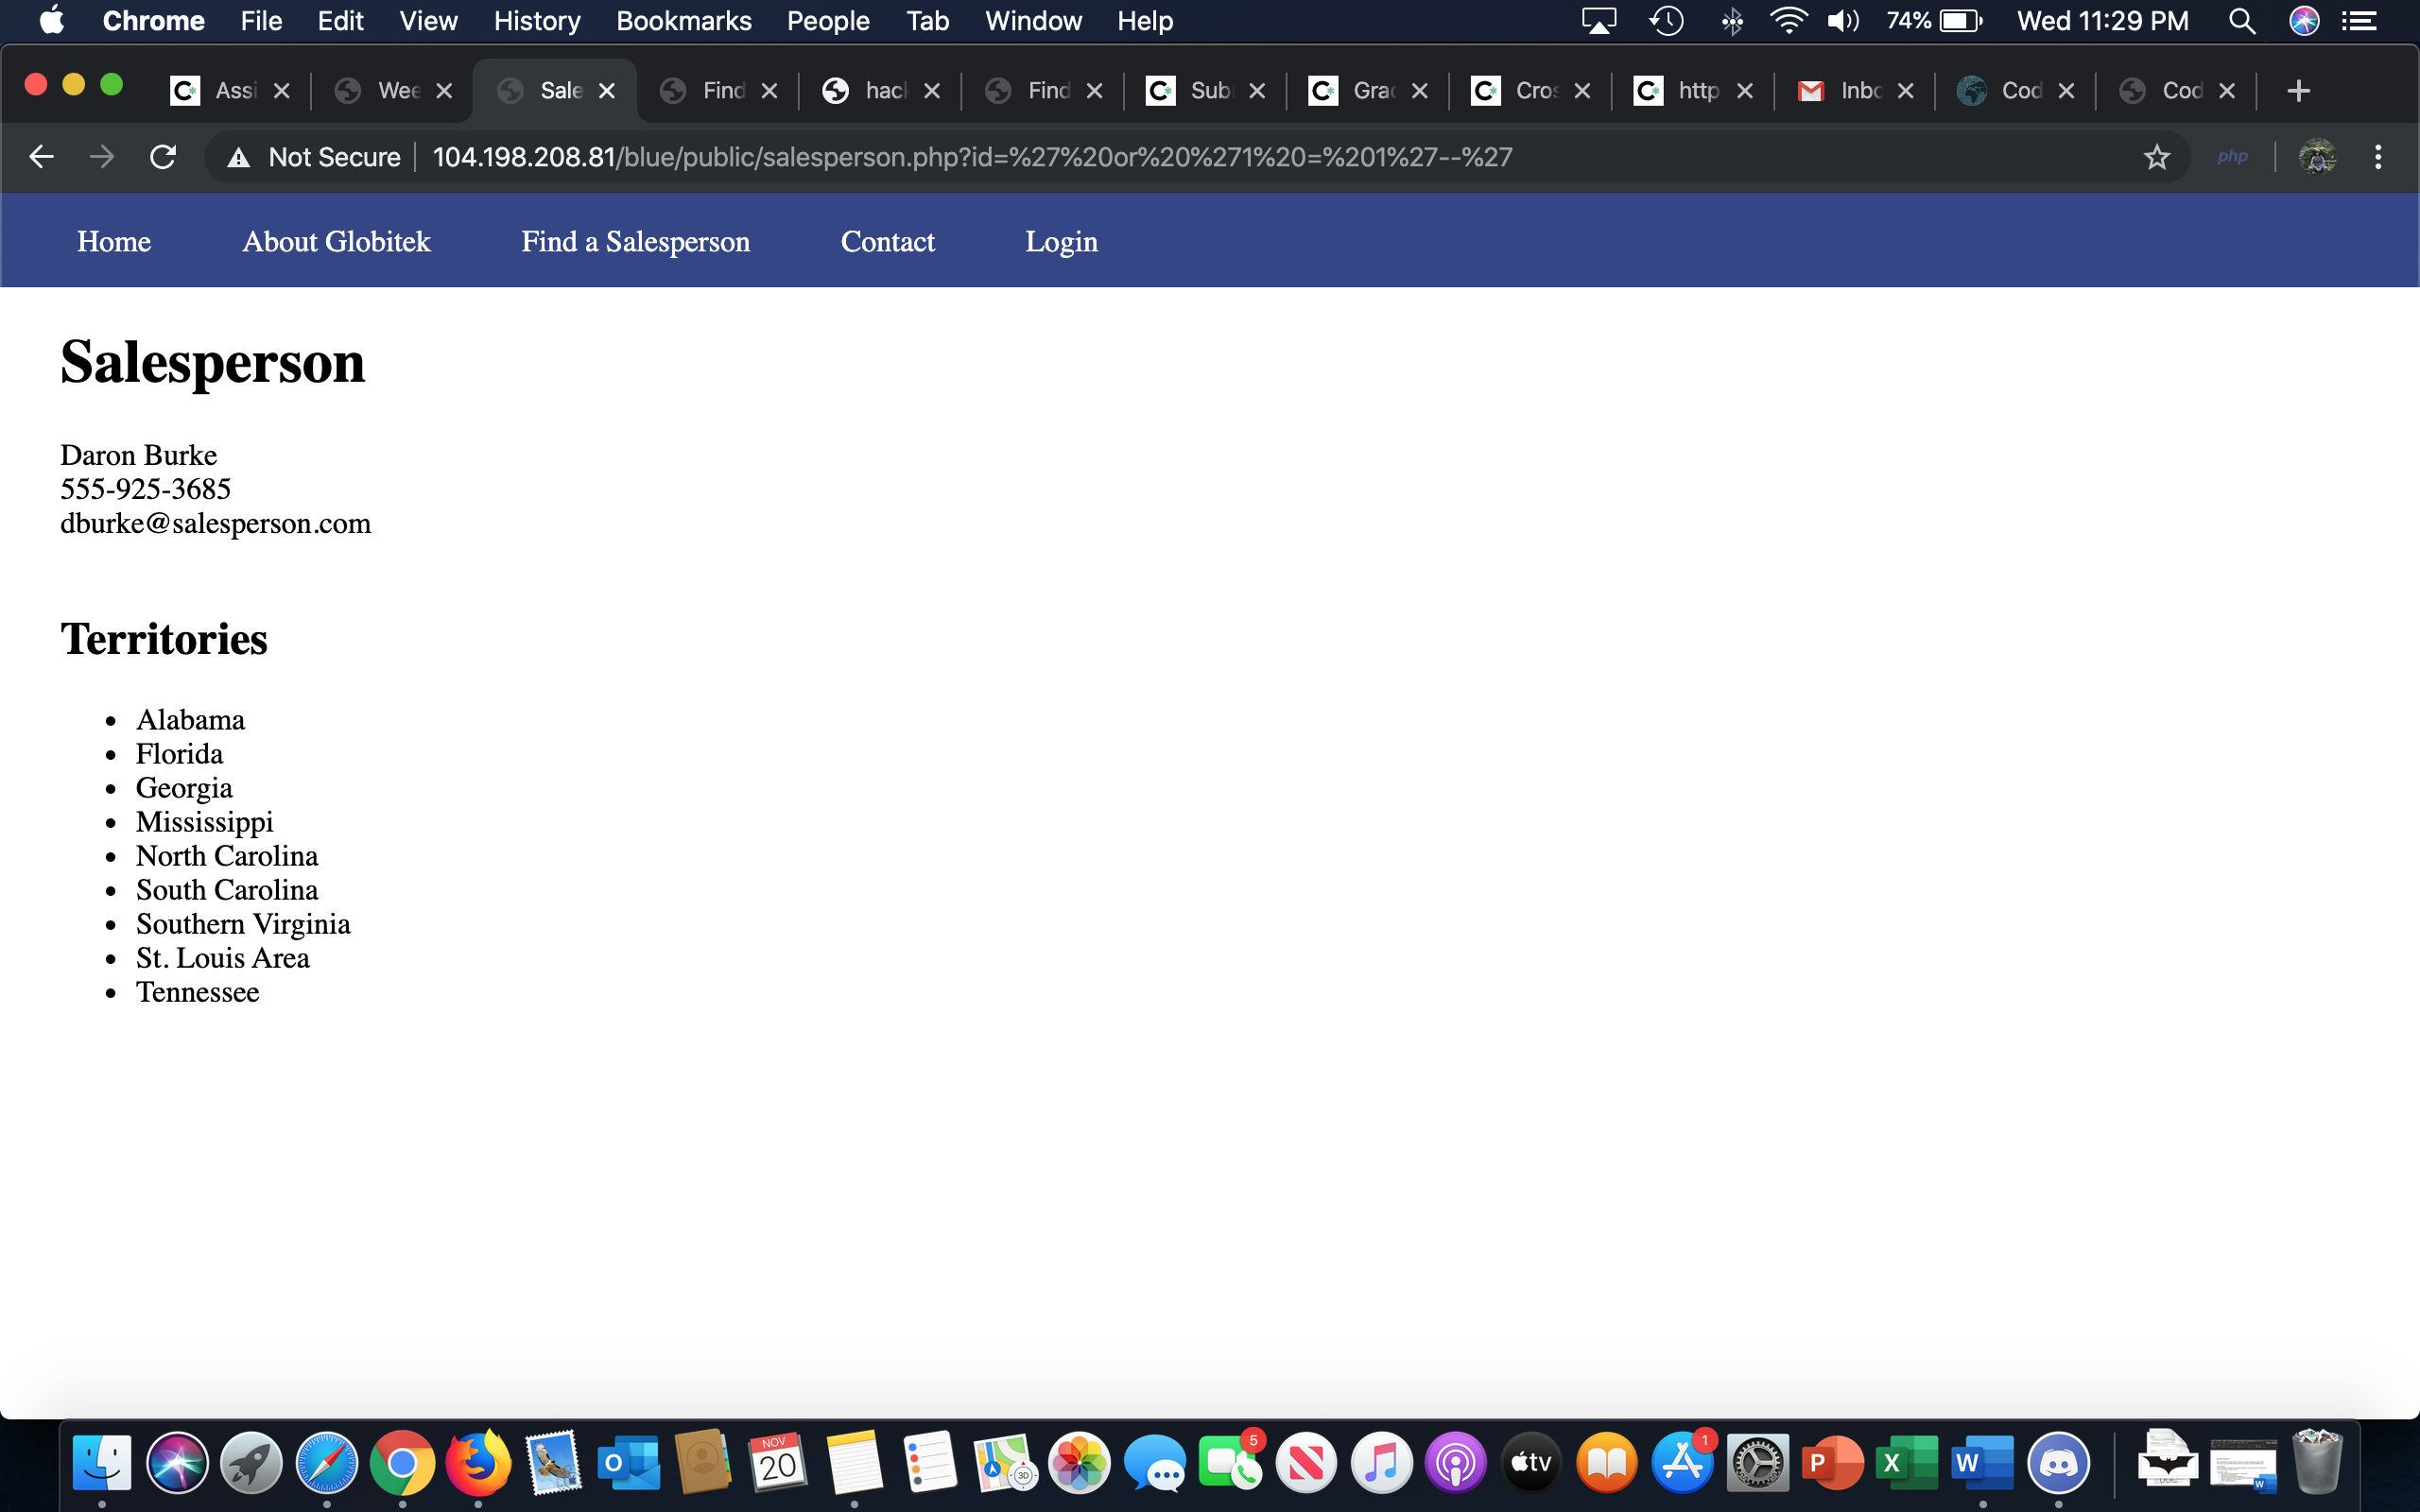 Chrome File Edit View History Bookmarks People Tab Window Help 74% Wed 11:29 PM
Assi Wee Sale Find hac Find Sub Grad Cros http Inbo Cod Cod
Not Secure 104.198.208.81/blue/public/salesperson.php?id=%27%20or%20%271%20=%201%27--%27 php
Home About Globitek Find a Salesperson Contact Login
Salesperson
Daron Burke
555-925-3685
dburke@salesperson.com
Territories
Alabama
Florida
Georgia
Mississippi
North Carolina
South Carolina
Southern Virginia
St. Louis Area
Tennessee
NOV
20
3D
5
tv
1
O
P
X
W
W